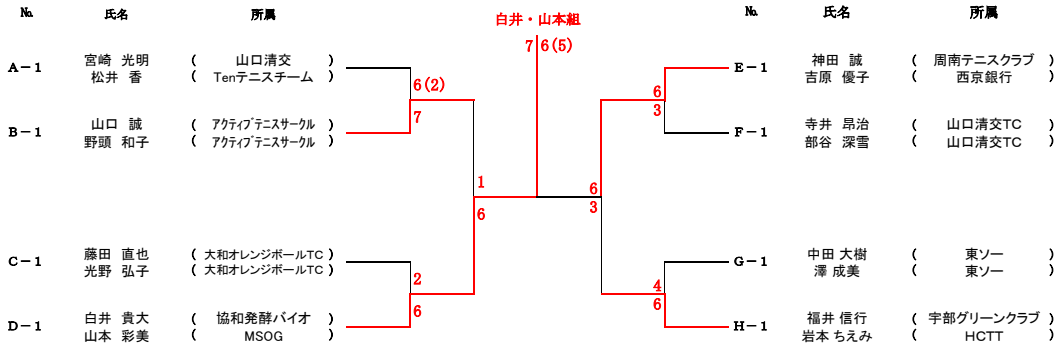 № 氏名 所属
白井・山本組
7 6(5)
№ 氏名 所属
A－1 宮崎 光明 ( 山口清交 )
松井 香 ( Tenテニスチーム )
6(2)
7
B－1 山口 誠 ( アクティブテニスサークル )
野頭 和子 ( アクティブテニスサークル )
1
6
C－1 藤田 直也 ( 大和オレンジボールTC )
光野 弘子 ( 大和オレンジボールTC )
2
6
D－1 白井 貴大 ( 協和発酵バイオ )
山本 彩美 ( MSOG )
E－1 神田 誠 ( 周南テニスクラブ )
吉原 優子 ( 西京銀行 )
6
3
F－1 寺井 昂治 ( 山口清交TC )
部谷 深雪 ( 山口清交TC )
6
3
G－1 中田 大樹 ( 東ソー )
澤 成美 ( 東ソー )
4
6
H－1 福井 信行 ( 宇部グリーンクラブ )
岩本 ちえみ ( HCTT )